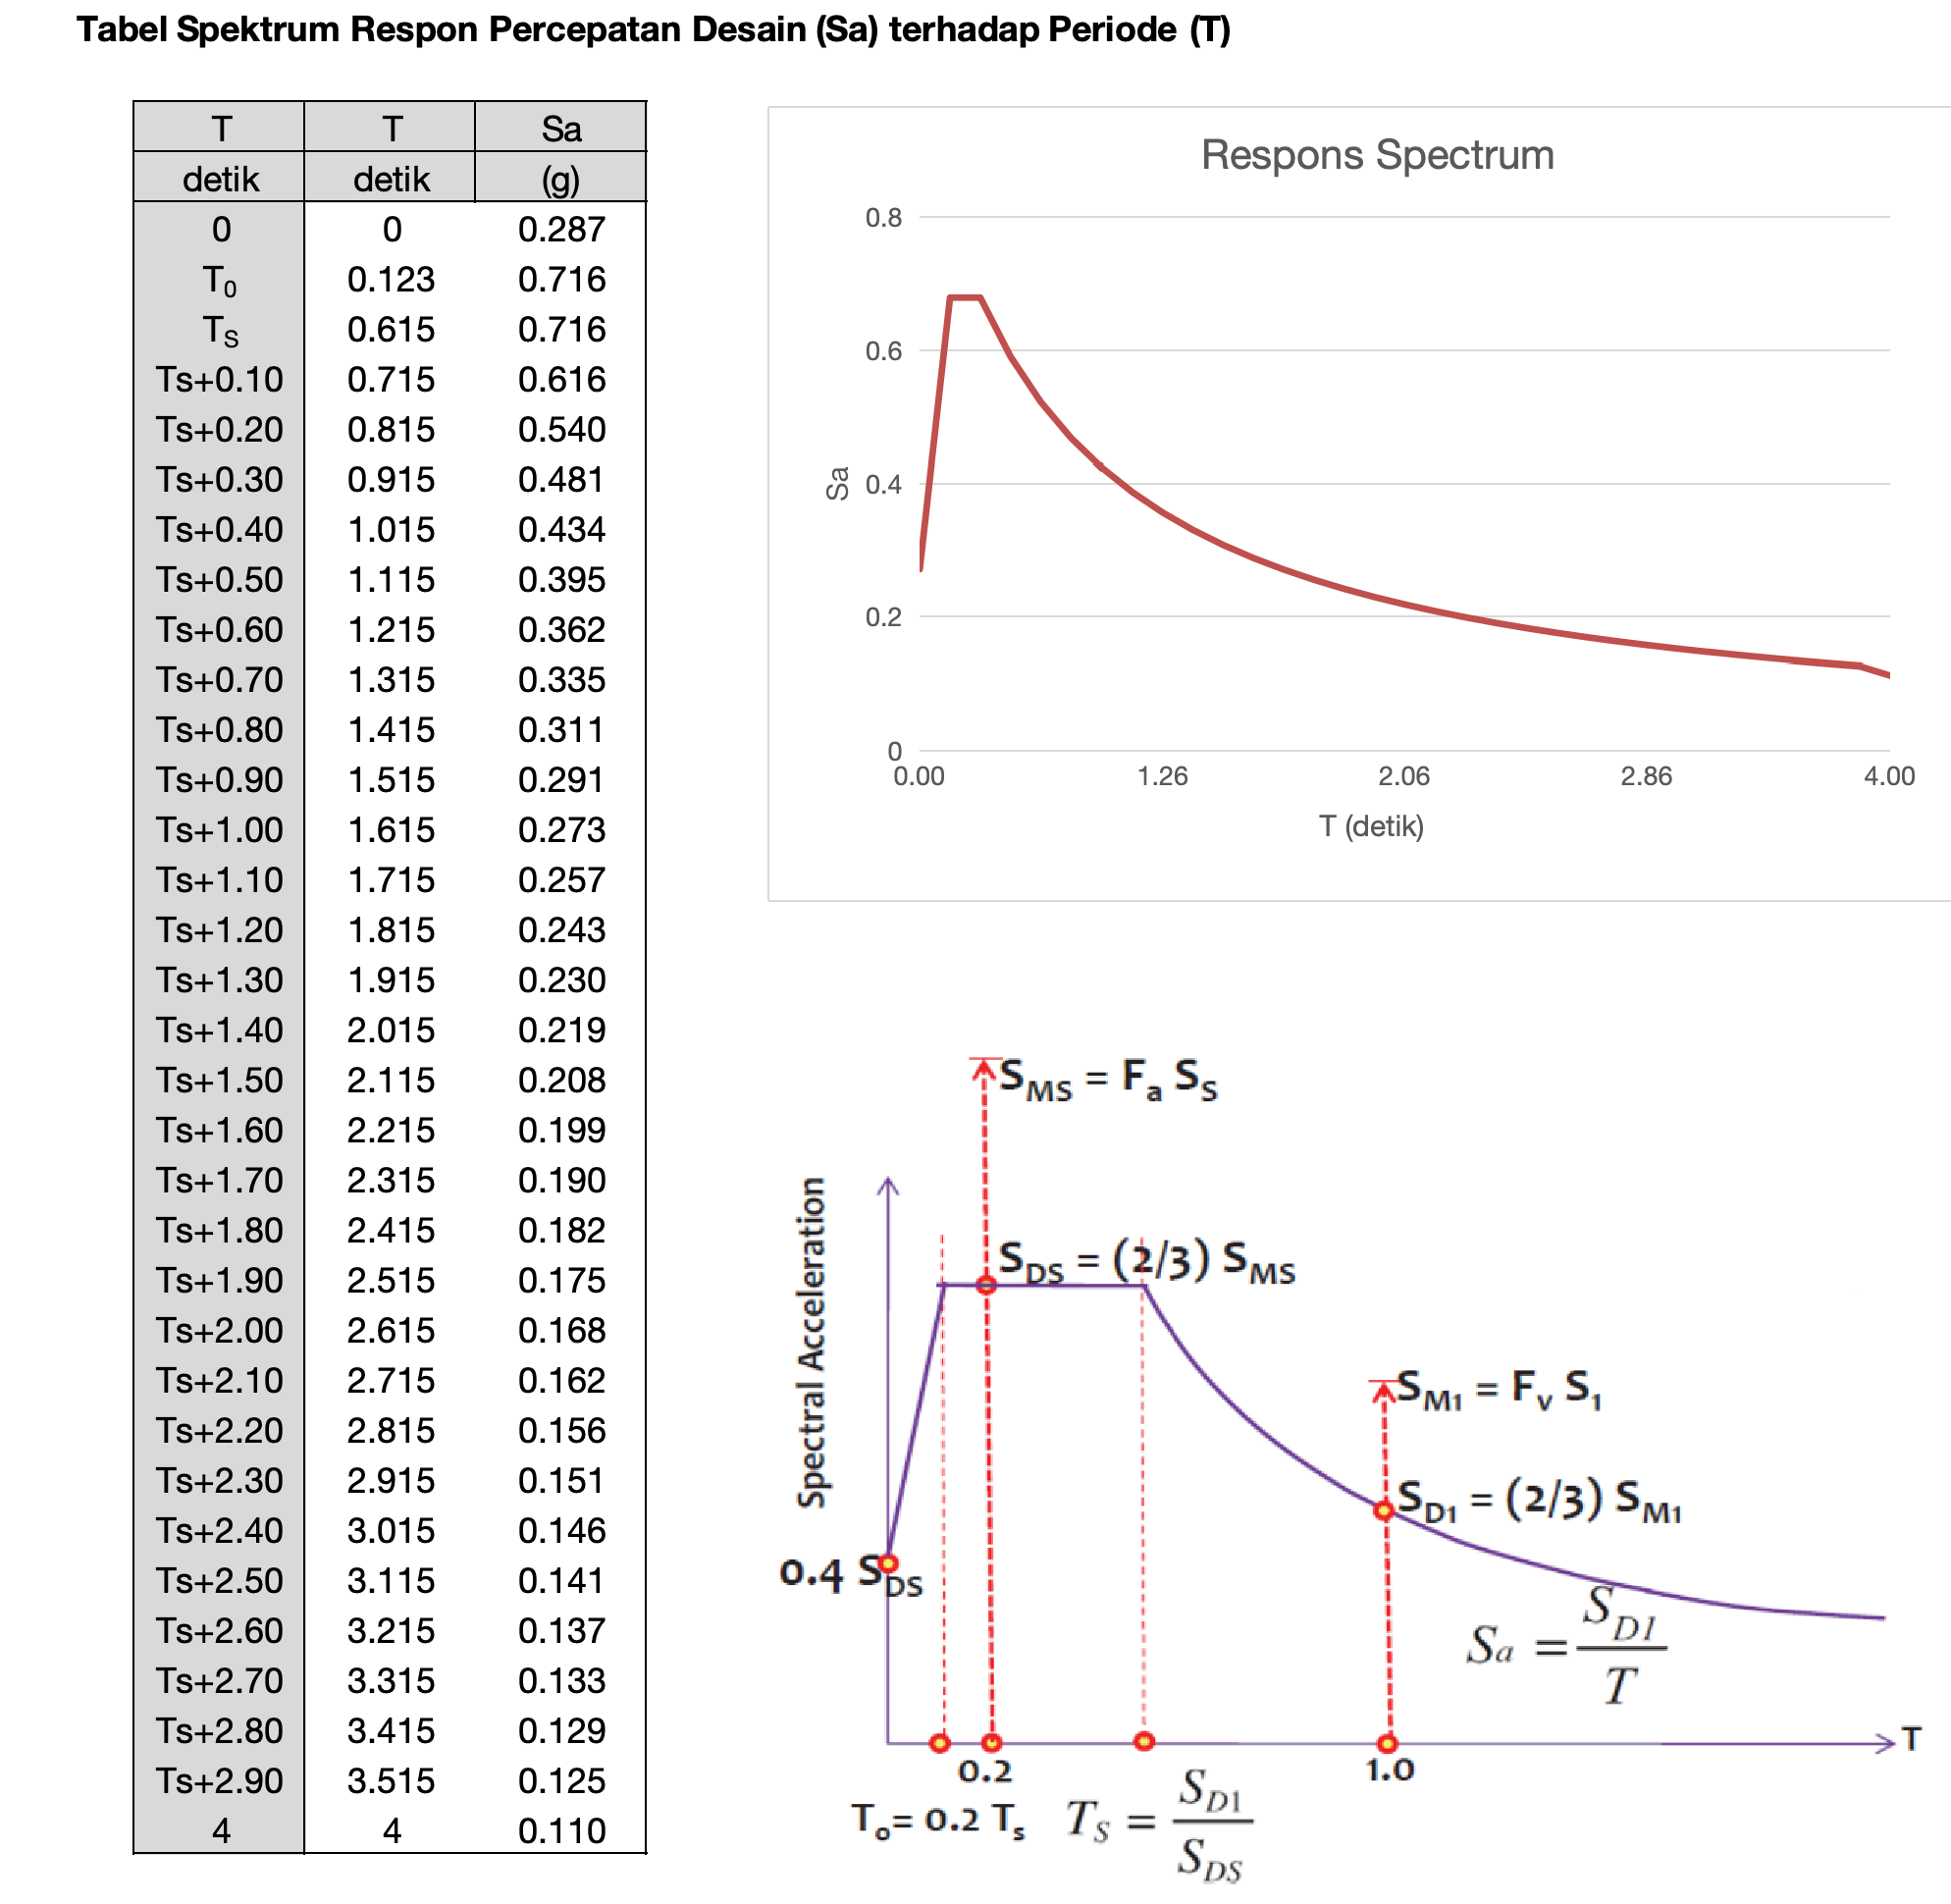 Tabel Spektrum Respon Percepatan Desain (Sa) terhadap Periode (T)
T T Sa
detik detik (g)
0 0 0.287
T0 0.123 0.716
TS 0.615 0.716
Ts+0.10 0.715 0.616
Ts+0.20 0.815 0.540
Ts+0.30 0.915 0.481
Ts+0.40 1.015 0.434
Ts+0.50 1.115 0.395
Ts+0.60 1.215 0.362
Ts+0.70 1.315 0.335
Ts+0.80 1.415 0.311
Ts+0.90 1.515 0.291
Ts+1.00 1.615 0.273
Ts+1.10 1.715 0.257
Ts+1.20 1.815 0.243
Ts+1.30 1.915 0.230
Ts+1.40 2.015 0.219
Ts+1.50 2.115 0.208
Ts+1.60 2.215 0.199
Ts+1.70 2.315 0.190
Ts+1.80 2.415 0.182
Ts+1.90 2.515 0.175
Ts+2.00 2.615 0.168
Ts+2.10 2.715 0.162
Ts+2.20 2.815 0.156
Ts+2.30 2.915 0.151
Ts+2.40 3.015 0.146
Ts+2.50 3.115 0.141
Ts+2.60 3.215 0.137
Ts+2.70 3.315 0.133
Ts+2.80 3.415 0.129
Ts+2.90 3.515 0.125
4 4 0.110
Respons Spectrum
0.8
0.6
0.4
0.2
0
Sa
0.00 1.26 2.06 2.86 4.00
T (detik)
SMS = Fa SS
Spectral Acceleration
SDS = (2/3) SMS
SM1 = Fv S1
SD1 = (2/3) SM1
0.4 SDS
Sa = SD1 / T
T
0.2 1.0
To= 0.2 Ts TS = SD1 / SDS